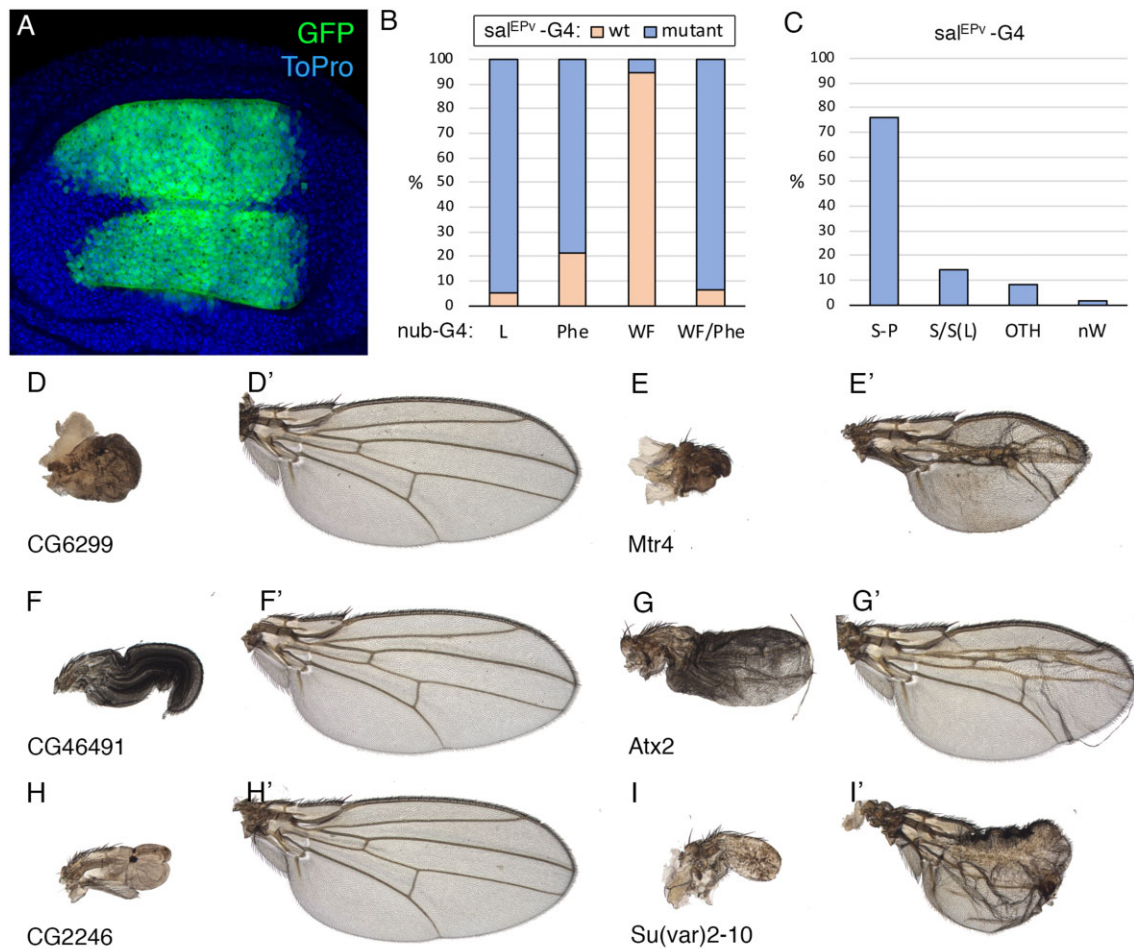 A
GFP
ToPro
B
sal^EPv -G4: wt mutant
100
90
80
70
60
50
40
30
20
10
0
%
nub-G4: L Phe WF WF/Phe
C
sal^EPv -G4
100
90
80
70
60
50
40
30
20
10
0
%
S-P S/S(L) OTH nW
D D’ E E’
CG6299 Mtr4
F F’ G G’
CG46491 Atx2
H H’ I I’
CG2246 Su(var)2-10